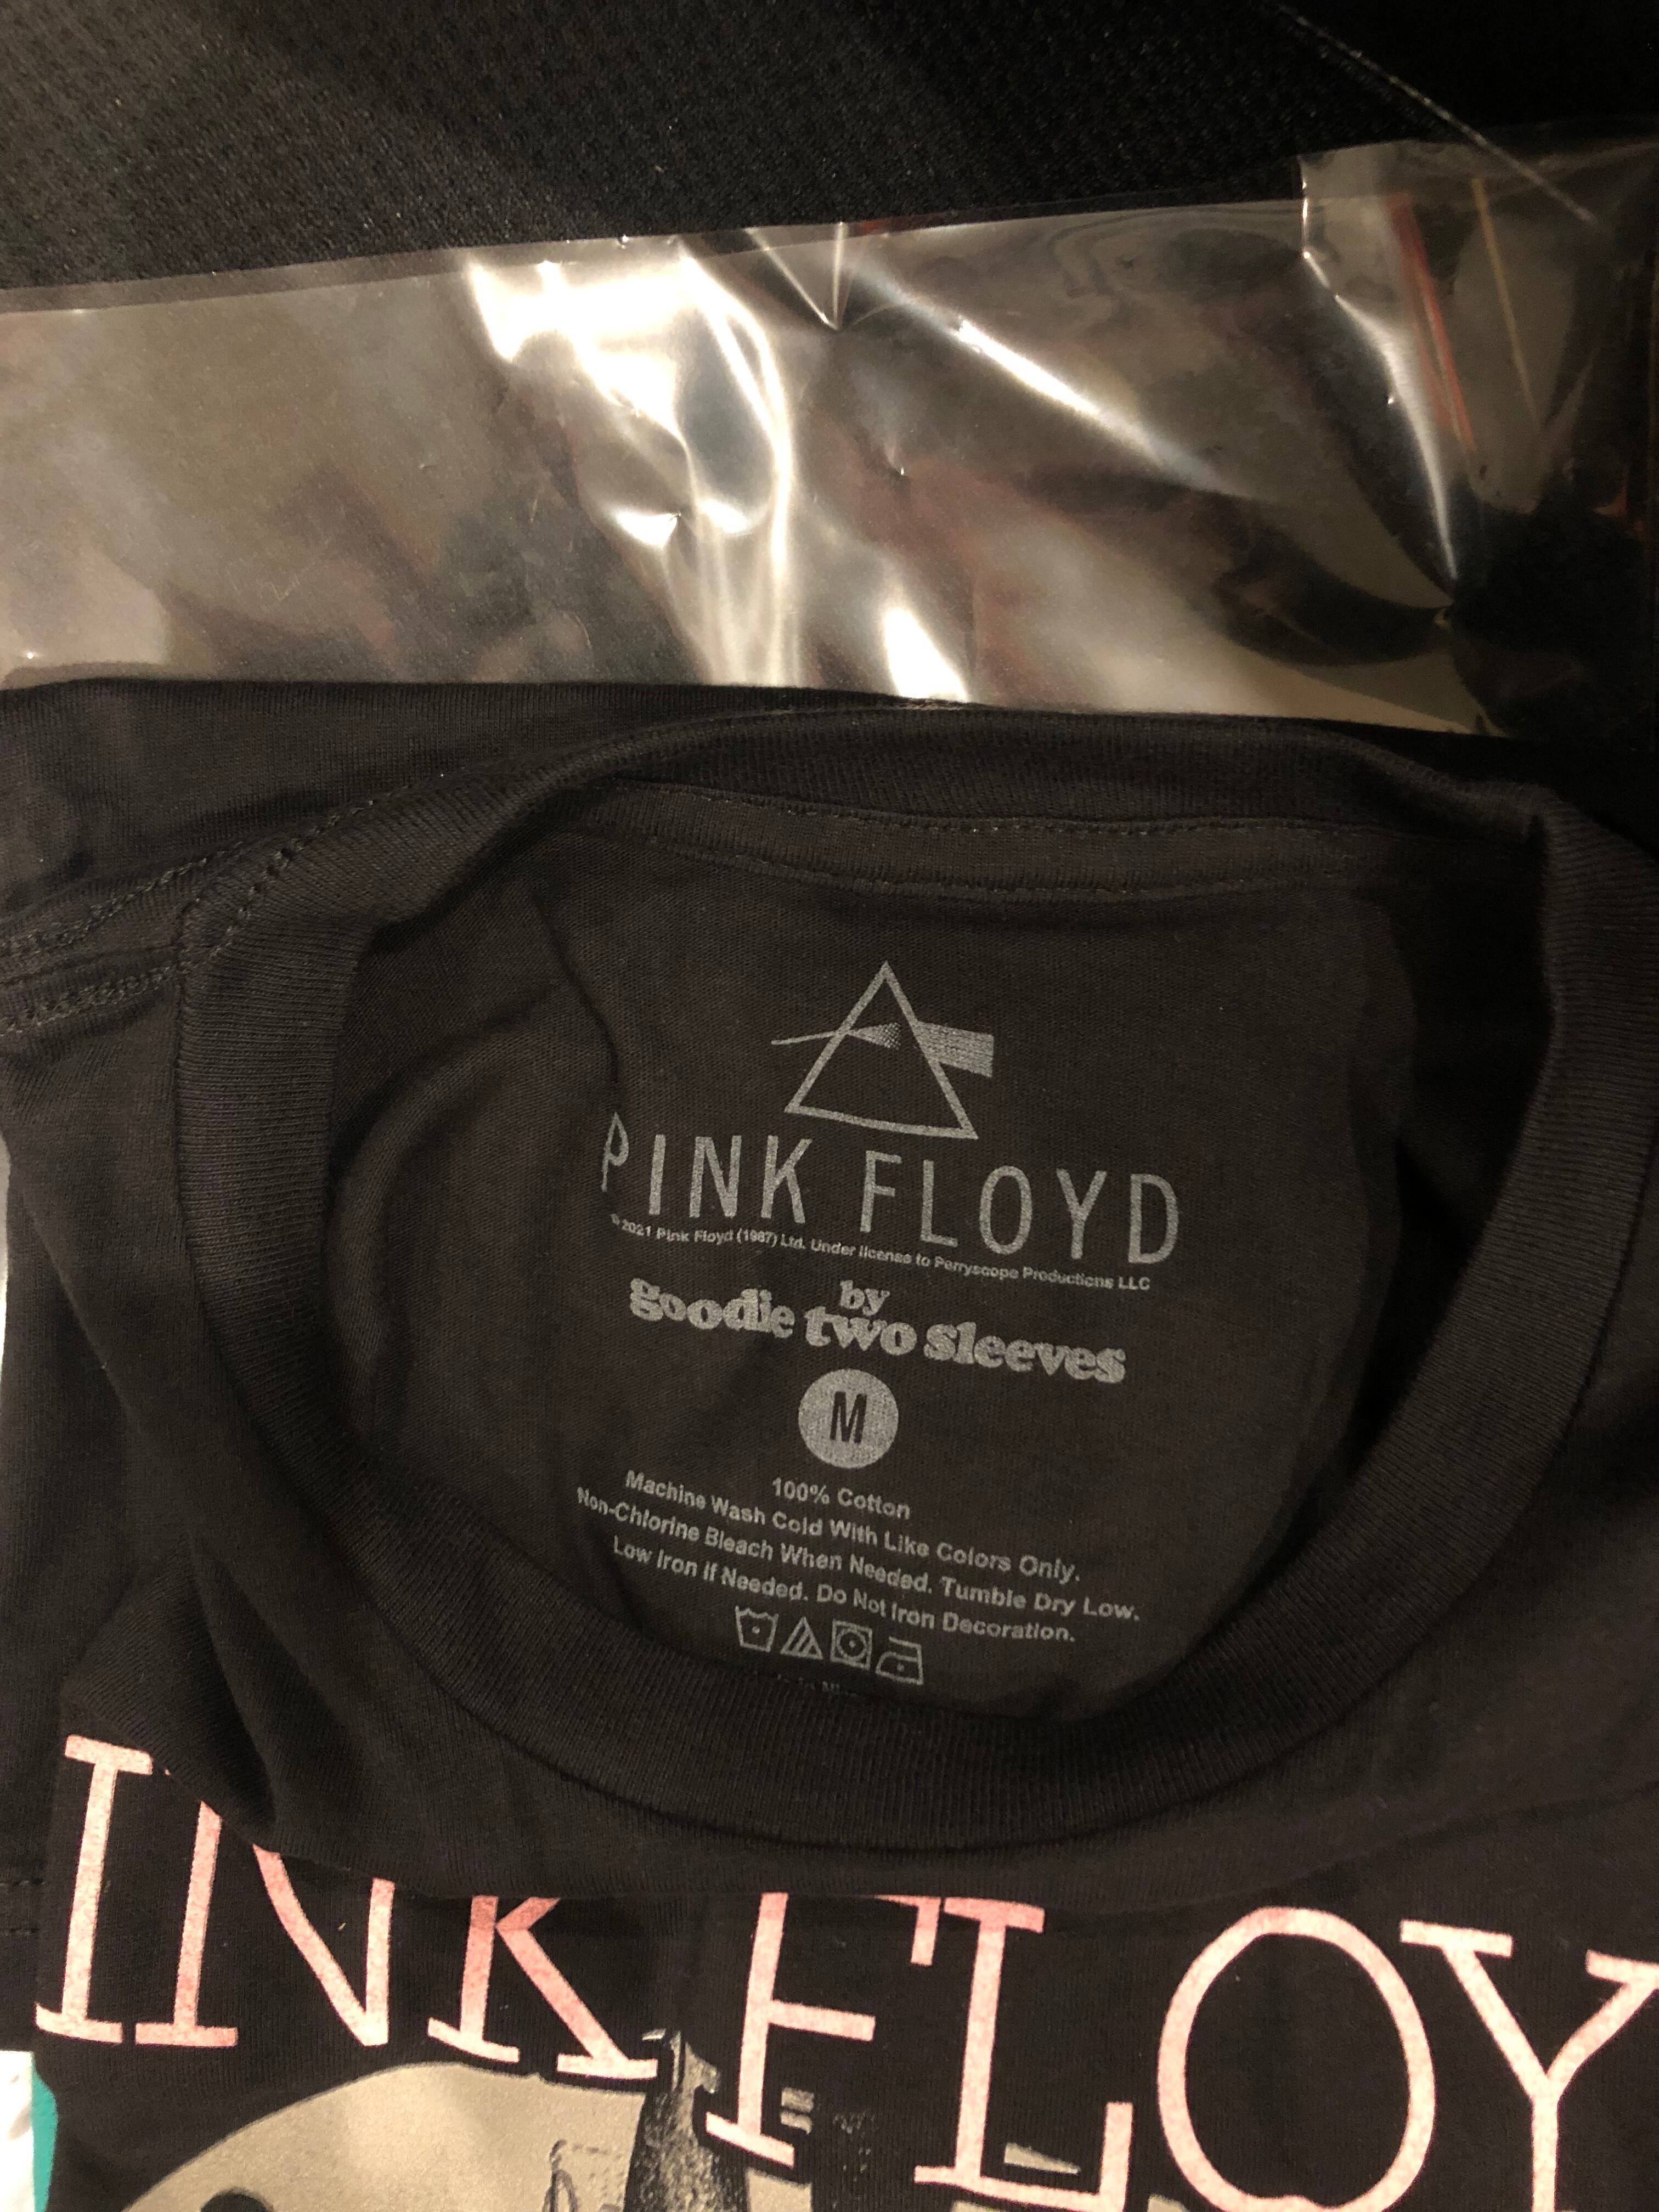 PINK FLOYD
© 2021 Pink Floyd (1987) Ltd. Under license to Perryscope Productions LLC
by
goodie two sleeves
M
100% Cotton
Machine Wash Cold With Like Colors Only.
Non-Chlorine Bleach When Needed. Tumble Dry Low.
Low Iron if Needed. Do Not Iron Decoration.
INK FLOY